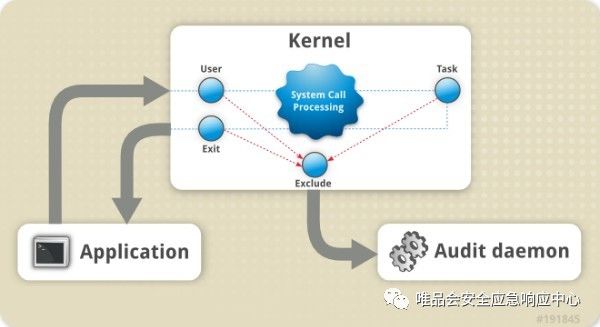 Kernel
User
Task
System Call
Processing
Exit
Exclude
Application
Audit daemon
唯品会安全应急响应中心
#191845